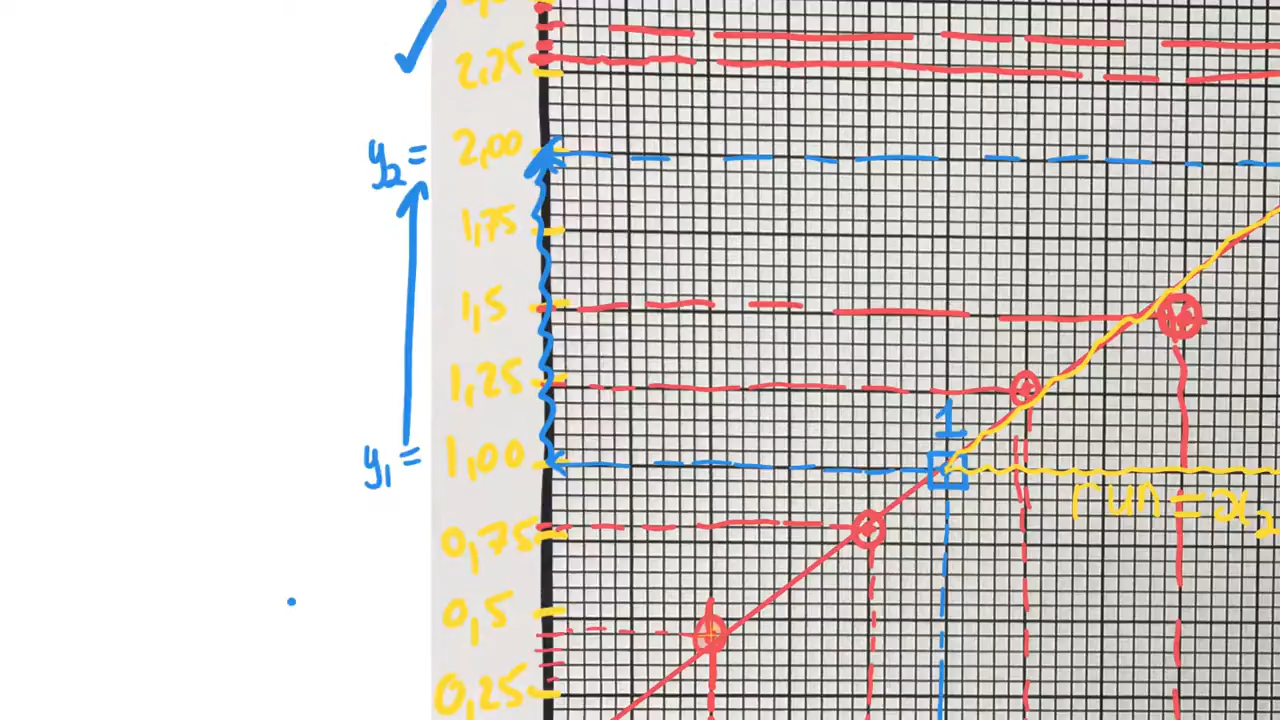 2,25
y₂ = 2,00
1,75
1,5
1,25
1
y₁ = 1,00
run = x₂
0,75
0,5
0,25